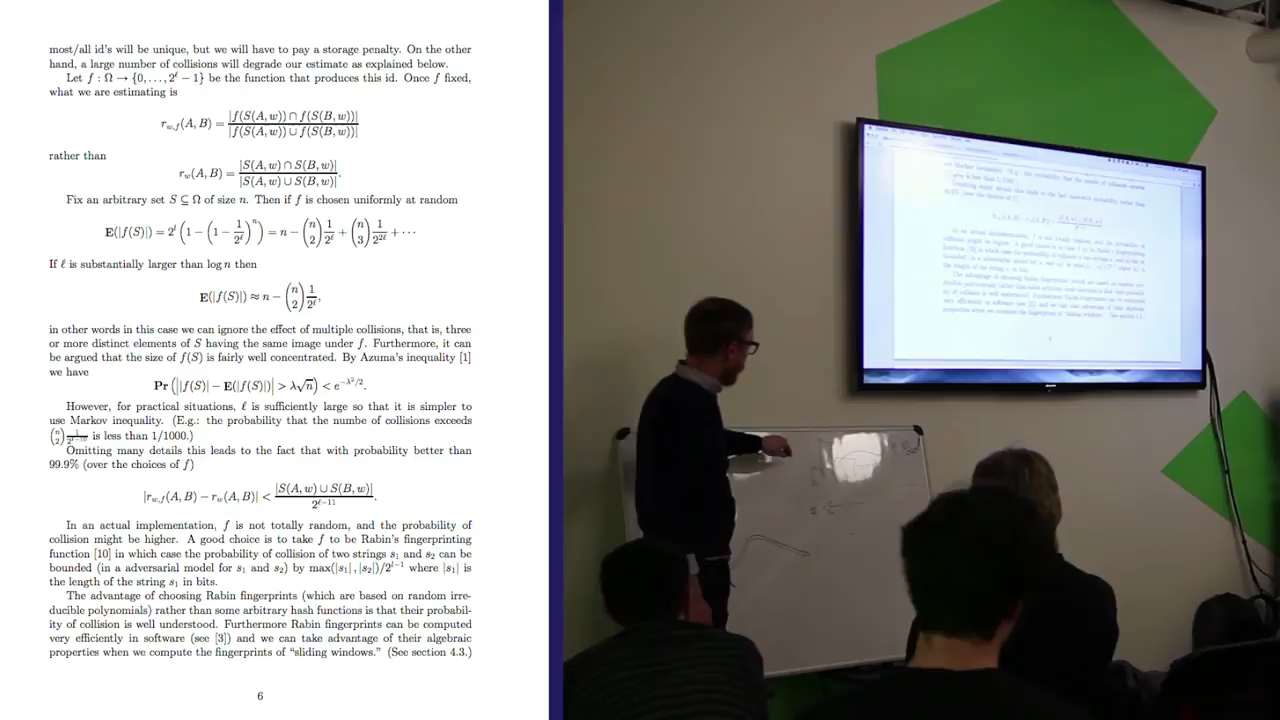 most/all id's will be unique, but we will have to pay a storage penalty. On the other
hand, a large number of collisions will degrade our estimate as explained below.
Let f : Ω → {0, . . . , 2^ℓ − 1} be the function that produces this id. Once f fixed,
what we are estimating is
r_{w,f}(A, B) = |f(S(A, w)) ∩ f(S(B, w))| / |f(S(A, w)) ∪ f(S(B, w))|
rather than
r_w(A, B) = |S(A, w) ∩ S(B, w)| / |S(A, w) ∪ S(B, w)|.
Fix an arbitrary set S ⊆ Ω of size n. Then if f is chosen uniformly at random
E(|f(S)|) = 2^ℓ (1 − (1 − 1/2^ℓ)^n) = n − (n 2) 1/2^ℓ + (n 3) 1/2^{2ℓ} + ⋯
If ℓ is substantially larger than log n then
E(|f(S)|) ≈ n − (n 2) 1/2^ℓ,
in other words in this case we can ignore the effect of multiple collisions, that is, three
or more distinct elements of S having the same image under f. Furthermore, it can
be argued that the size of f(S) is fairly well concentrated. By Azuma's inequality [1]
we have
Pr (||f(S)| − E(|f(S)|)| > λ√n) < e^{−λ²/2}.
However, for practical situations, ℓ is sufficiently large so that it is simpler to
use Markov inequality. (E.g.: the probability that the numbe of collisions exceeds
(n 2) 1/2^{ℓ−10} is less than 1/1000.)
Omitting many details this leads to the fact that with probability better than
99.9% (over the choices of f)
|r_{w,f}(A, B) − r_w(A, B)| < |S(A, w) ∪ S(B, w)| / 2^{ℓ−11}.
In an actual implementation, f is not totally random, and the probability of
collision might be higher. A good choice is to take f to be Rabin's fingerprinting
function [10] in which case the probability of collision of two strings s₁ and s₂ can be
bounded (in a adversarial model for s₁ and s₂) by max(|s₁| , |s₂|)/2^{ℓ−1} where |s₁| is
the length of the string s₁ in bits.
The advantage of choosing Rabin fingerprints (which are based on random irre-
ducible polynomials) rather than some arbitrary hash functions is that their probabil-
ity of collision is well understood. Furthermore Rabin fingerprints can be computed
very efficiently in software (see [3]) and we can take advantage of their algebraic
properties when we compute the fingerprints of "sliding windows." (See section 4.3.)
6